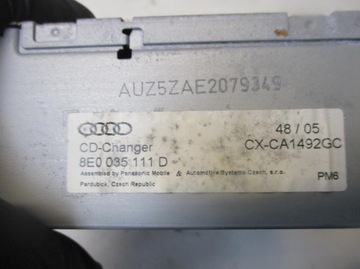 AUZ5ZAE2079349
48 / 05
CD-Changer
CX-CA1492GC
8E0 035 111 D
Assembled by Panasonic Mobile & Automotive Systems Czech, s.r.o.
Pardubice, Czech Republic
PM6